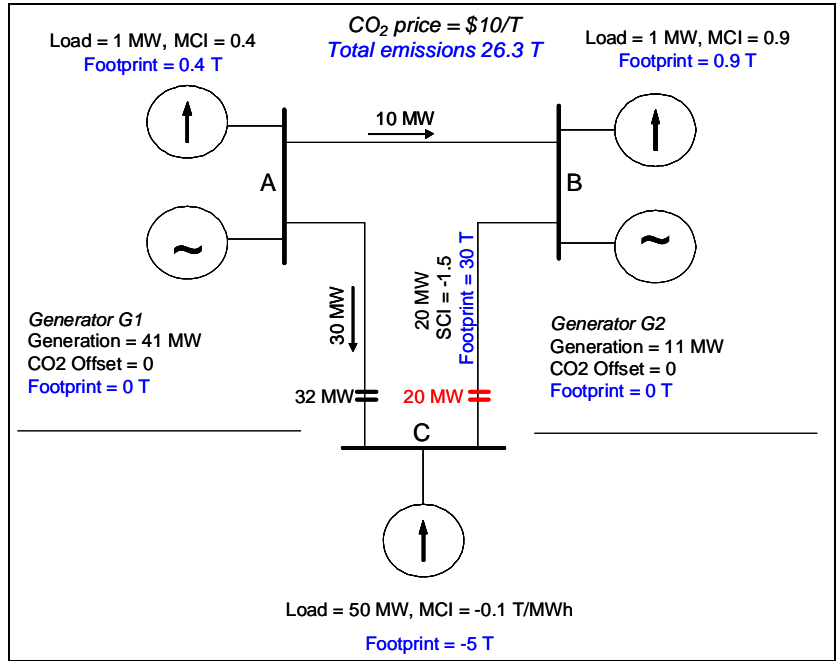 CO₂ price = $10/T
Total emissions 26.3 T
Load = 1 MW, MCI = 0.4
Footprint = 0.4 T
Load = 1 MW, MCI = 0.9
Footprint = 0.9 T
10 MW
A
B
~
~
30 MW
20 MW
SCI = -1.5
Footprint = 30 T
Generator G1
Generation = 41 MW
CO2 Offset = 0
Footprint = 0 T
Generator G2
Generation = 11 MW
CO2 Offset = 0
Footprint = 0 T
32 MW
20 MW
C
Load = 50 MW, MCI = -0.1 T/MWh
Footprint = -5 T